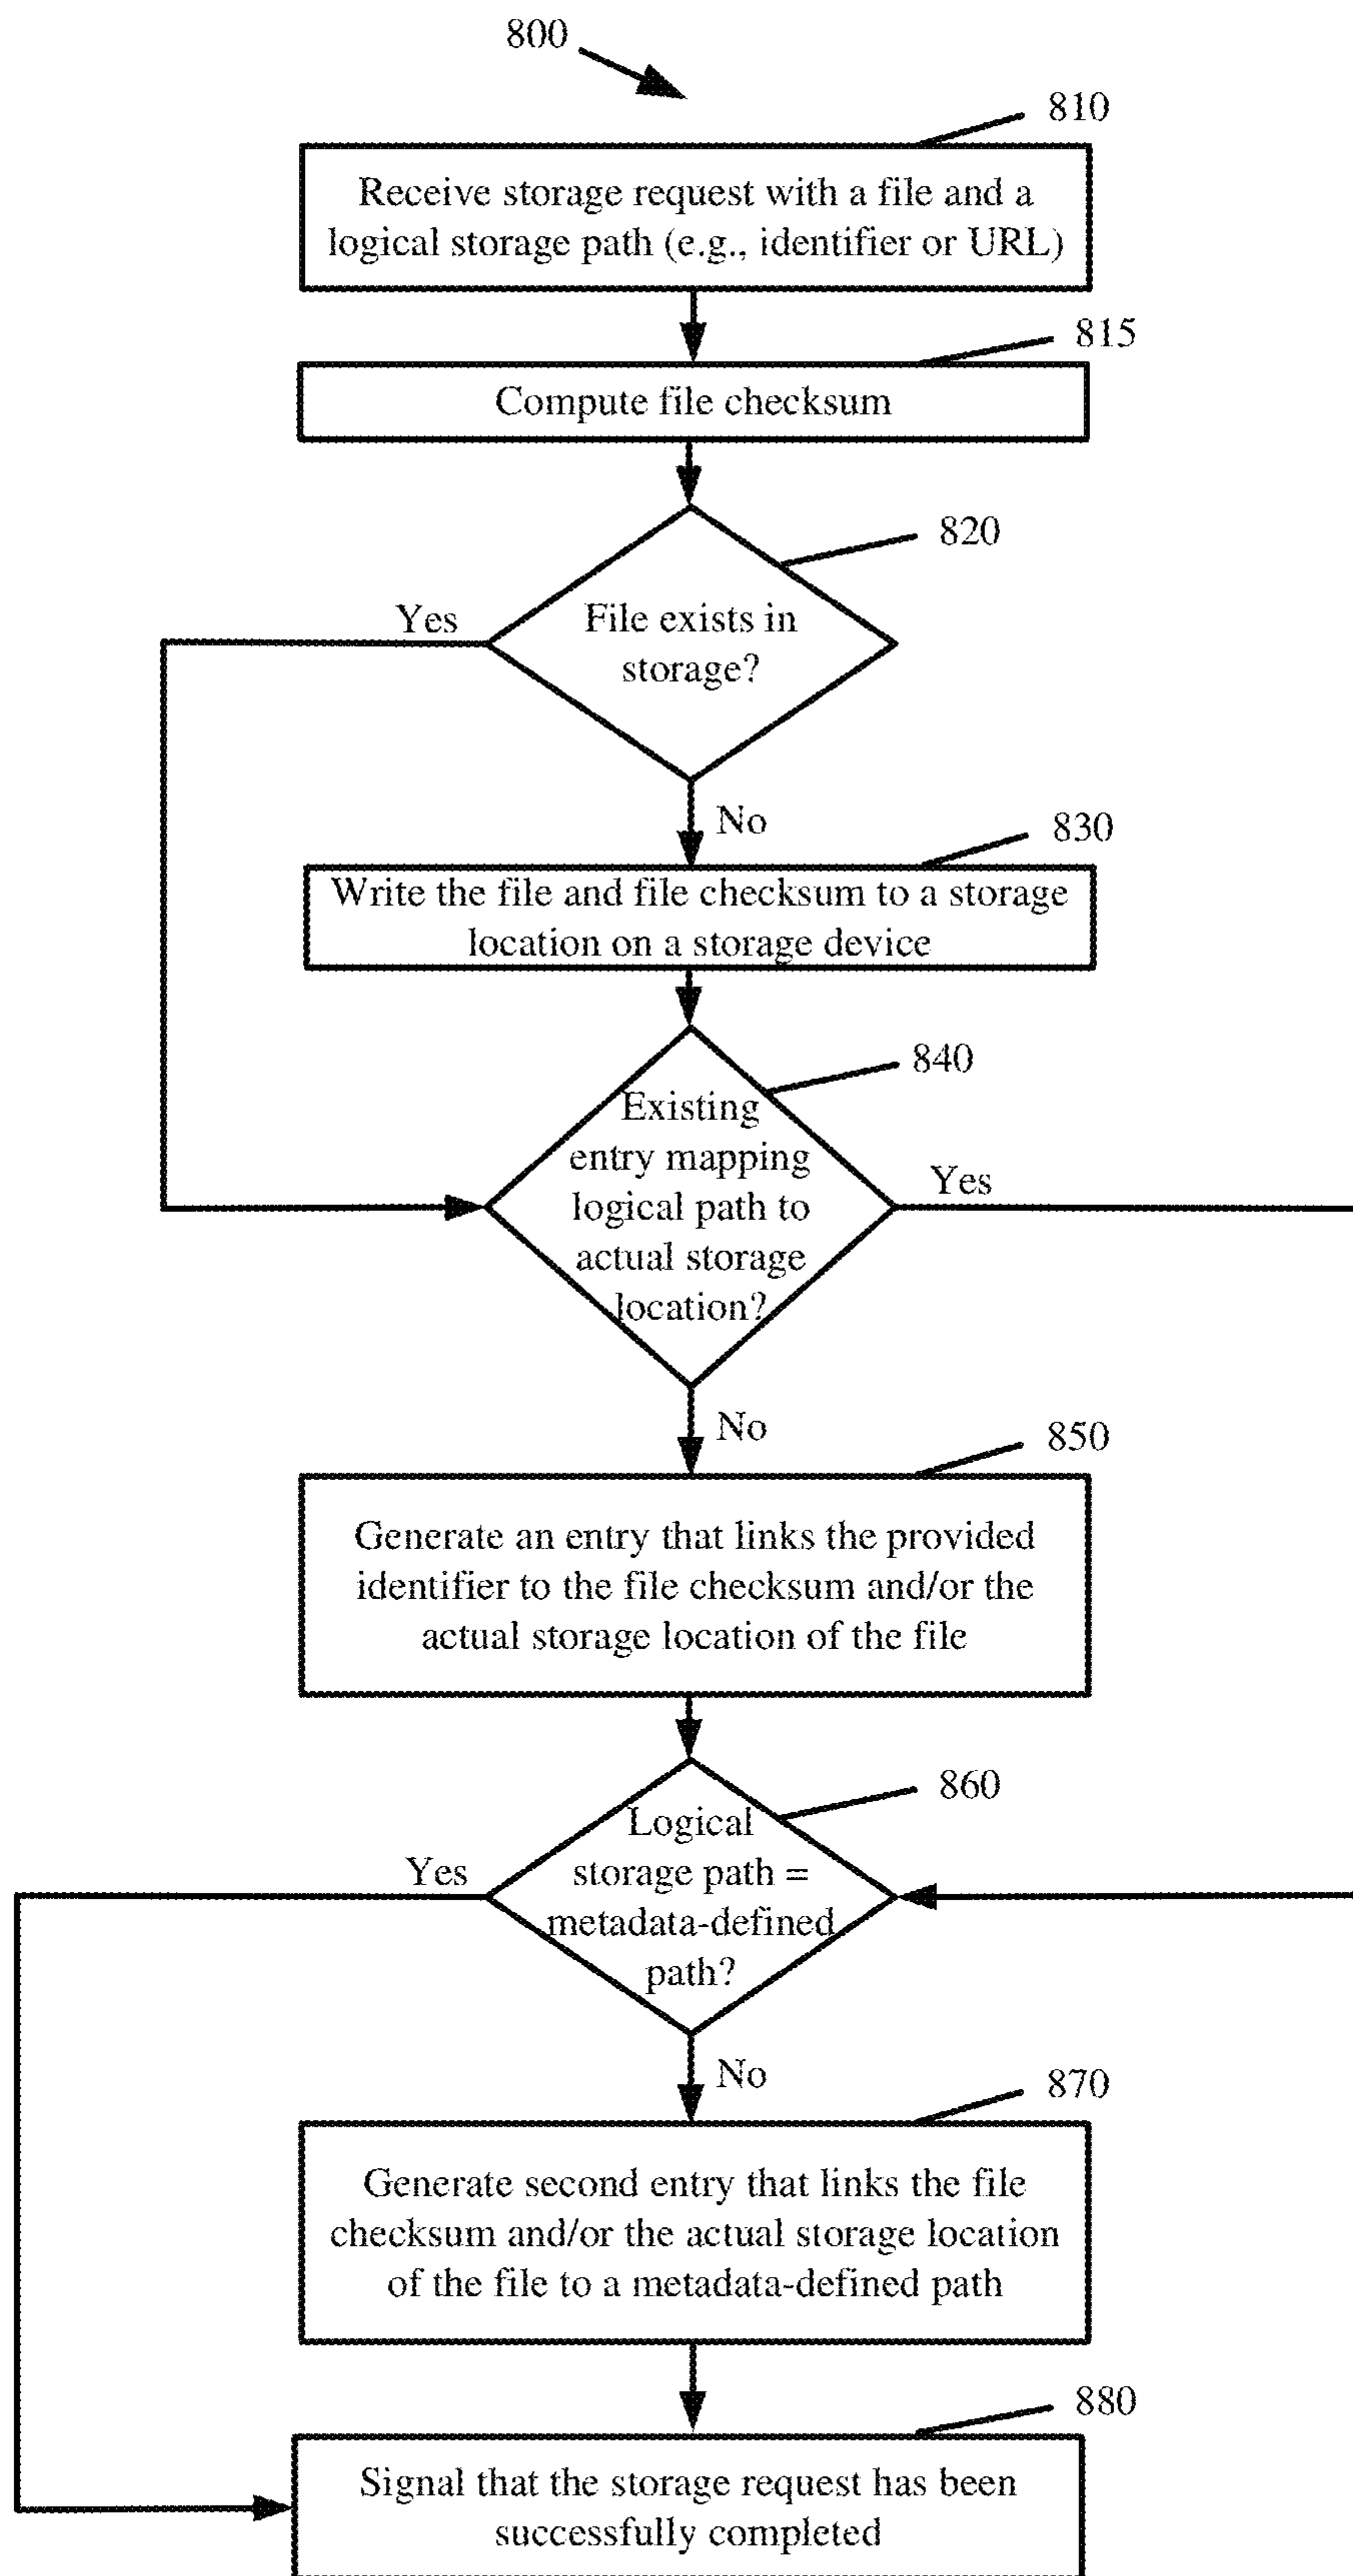 800
810
Receive storage request with a file and a
logical storage path (e.g., identifier or URL)
815
Compute file checksum
820
Yes
File exists in
storage?
No
830
Write the file and file checksum to a storage
location on a storage device
840
Existing
entry mapping
logical path to
actual storage
location?
Yes
No
850
Generate an entry that links the provided
identifier to the file checksum and/or the
actual storage location of the file
860
Yes
Logical
storage path =
metadata-defined
path?
No
870
Generate second entry that links the file
checksum and/or the actual storage location
of the file to a metadata-defined path
880
Signal that the storage request has been
successfully completed